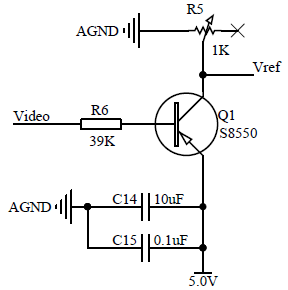 R5
AGND
1K
Vref
R6
Video
Q1
39K
S8550
C14 10uF
AGND
C15 0.1uF
5.0V